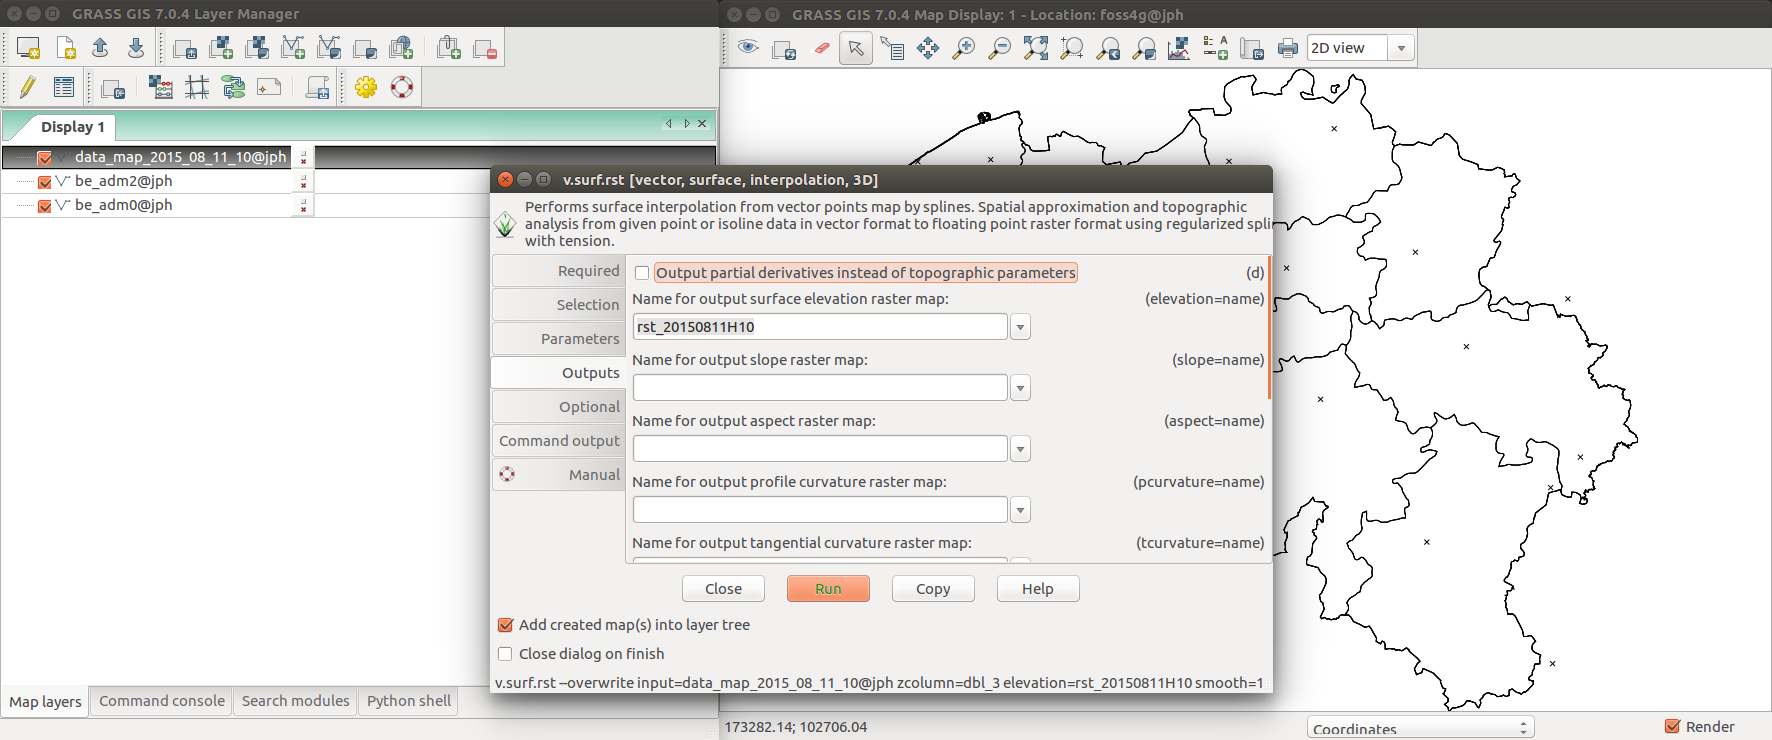 GRASS GIS 7.0.4 Layer Manager
GRASS GIS 7.0.4 Map Display: 1 - Location: foss4g@jph
2D view
Display 1
data_map_2015_08_11_10@jph
be_adm2@jph
be_adm0@jph
v.surf.rst [vector, surface, interpolation, 3D]
Performs surface interpolation from vector points map by splines. Spatial approximation and topographic
analysis from given point or isoline data in vector format to floating point raster format using regularized spli
with tension.
Required
Selection
Parameters
Outputs
Optional
Command output
Manual
Output partial derivatives instead of topographic parameters (d)
Name for output surface elevation raster map: (elevation=name)
rst_20150811H10
Name for output slope raster map: (slope=name)
Name for output aspect raster map: (aspect=name)
Name for output profile curvature raster map: (pcurvature=name)
Name for output tangential curvature raster map: (tcurvature=name)
Close Run Copy Help
Add created map(s) into layer tree
Close dialog on finish
v.surf.rst --overwrite input=data_map_2015_08_11_10@jph zcolumn=dbl_3 elevation=rst_20150811H10 smooth=1
Map layers Command console Search modules Python shell
173282.14; 102706.04
Coordinates
Render